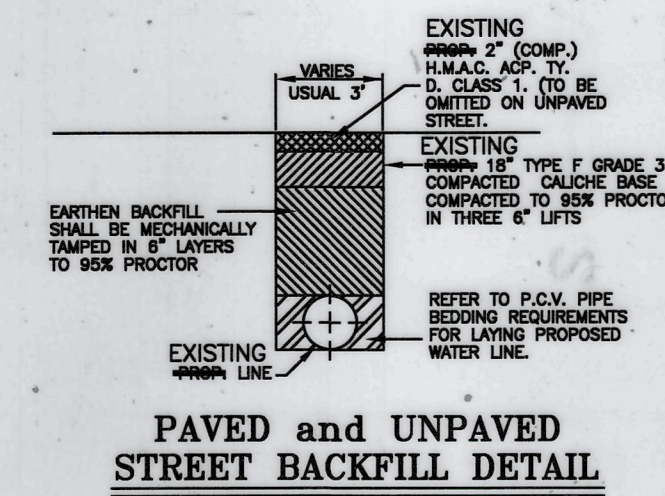 EXISTING
PROP. 2" (COMP.)
H.M.A.C. ACP. TY.
D. CLASS 1. (TO BE
OMITTED ON UNPAVED
STREET.
VARIES
USUAL 3'
EXISTING
PROP. 18" TYPE F GRADE 3
COMPACTED CALICHE BASE
COMPACTED TO 95% PROCTO
IN THREE 6" LIFTS
EARTHEN BACKFILL
SHALL BE MECHANICALLY
TAMPED IN 6" LAYERS
TO 95% PROCTOR
REFER TO P.C.V. PIPE
BEDDING REQUIREMENTS
FOR LAYING PROPOSED
WATER LINE.
EXISTING
PROP. LINE
PAVED and UNPAVED
STREET BACKFILL DETAIL